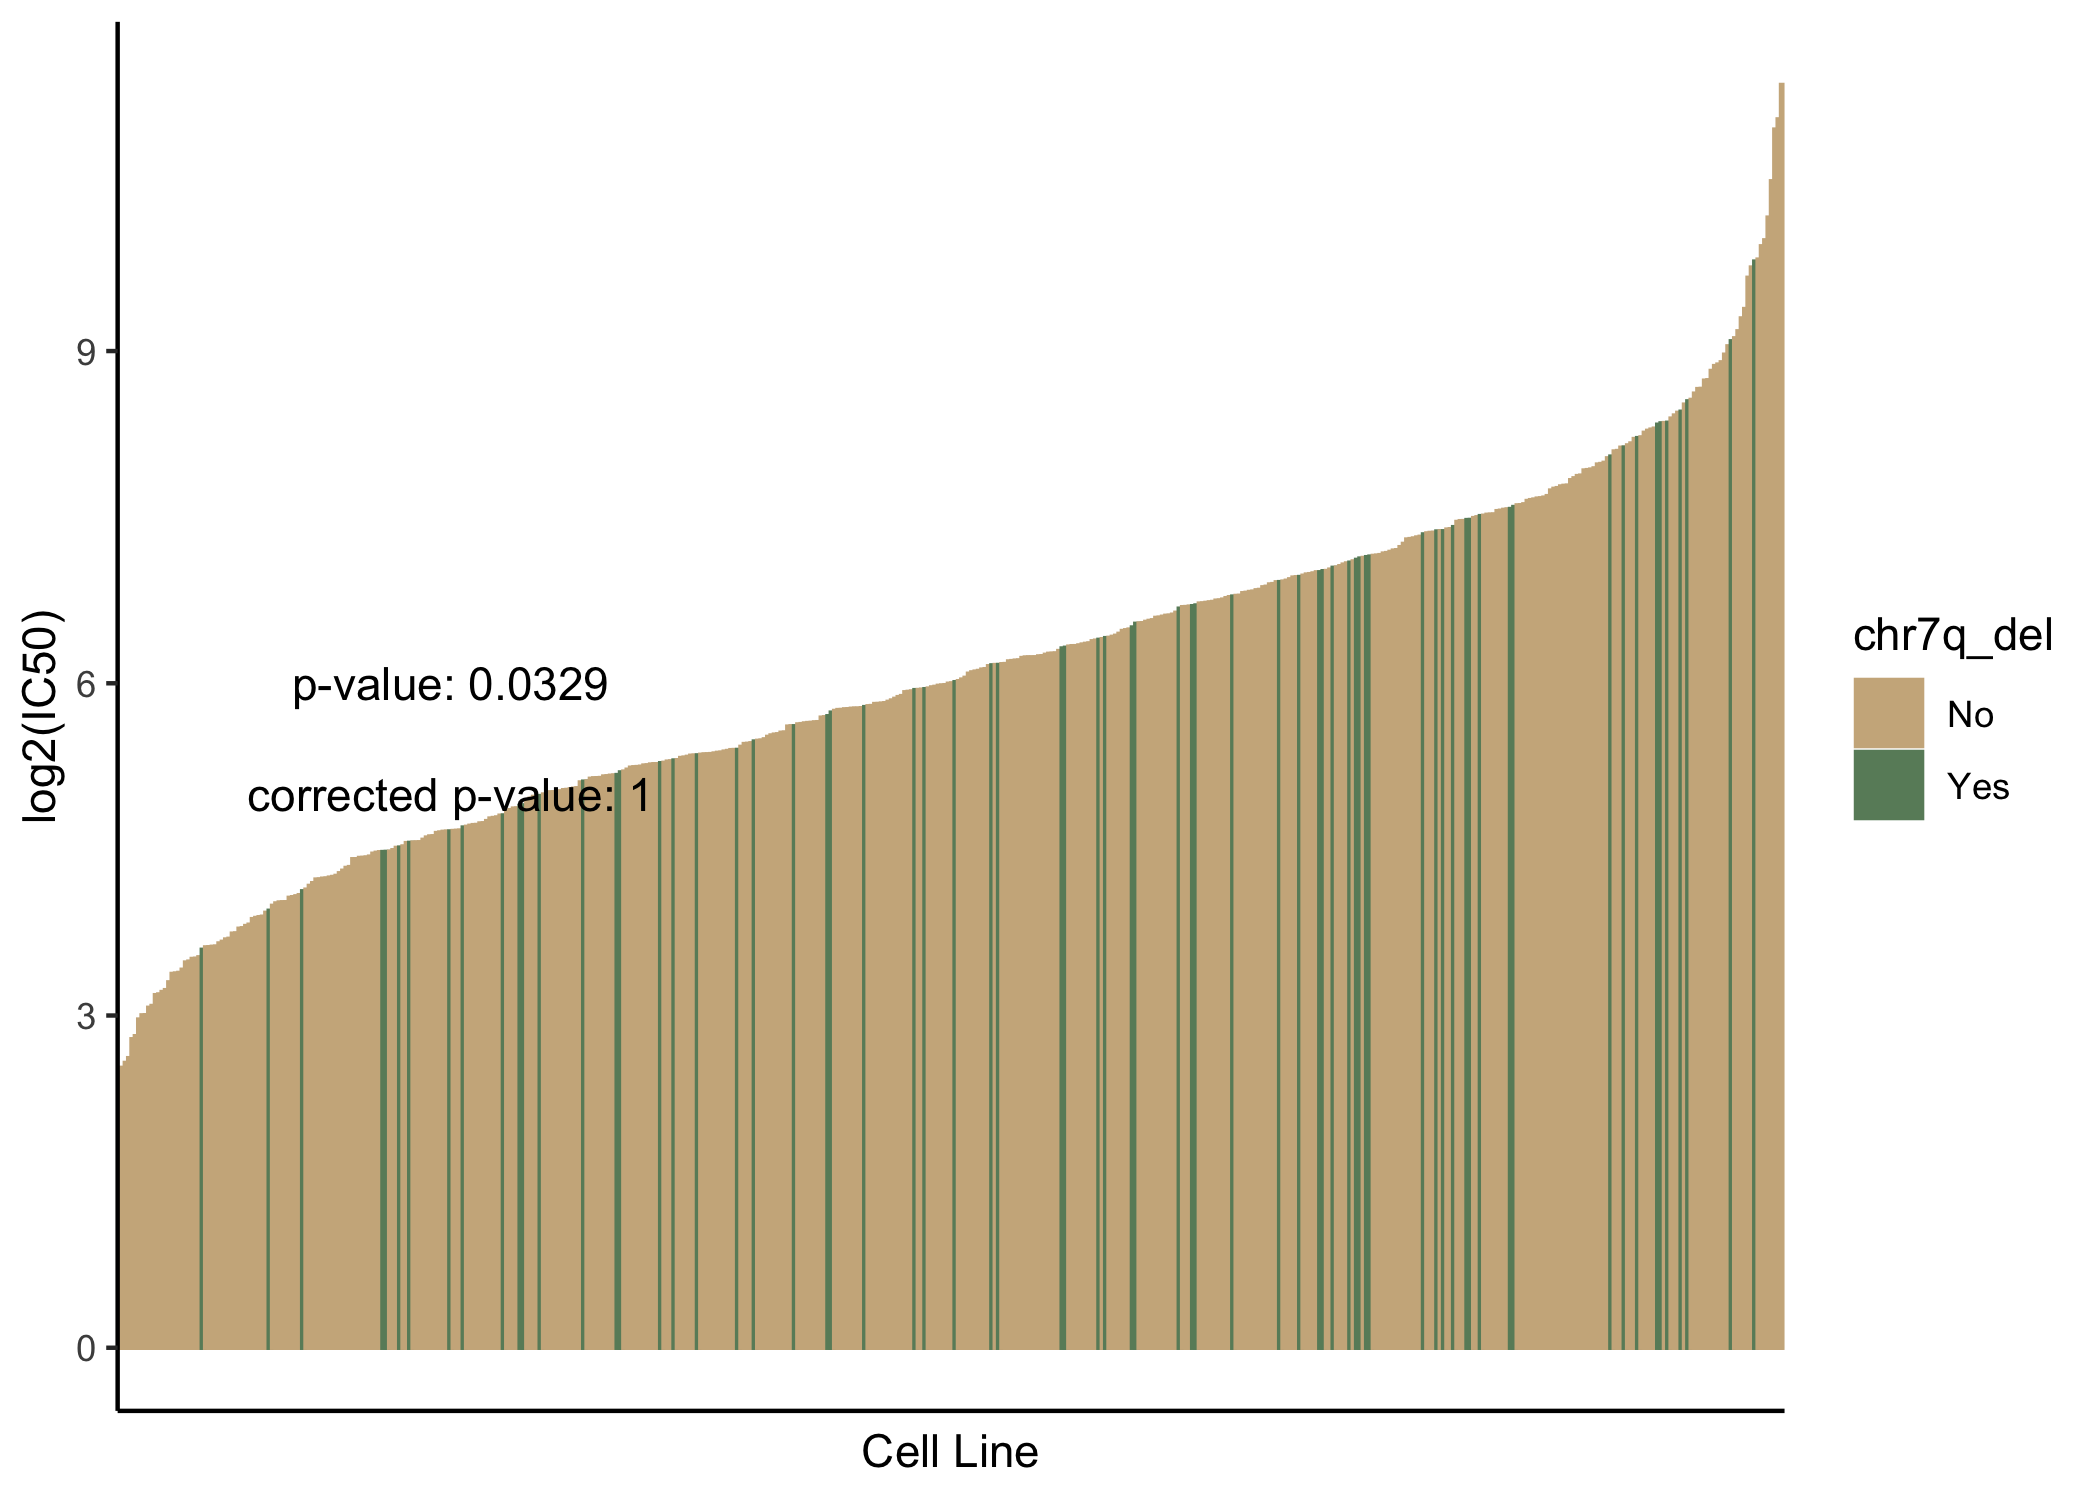 log2(IC50)
9
6
3
0
p-value: 0.0329
corrected p-value: 1
Cell Line
chr7q_del
No
Yes